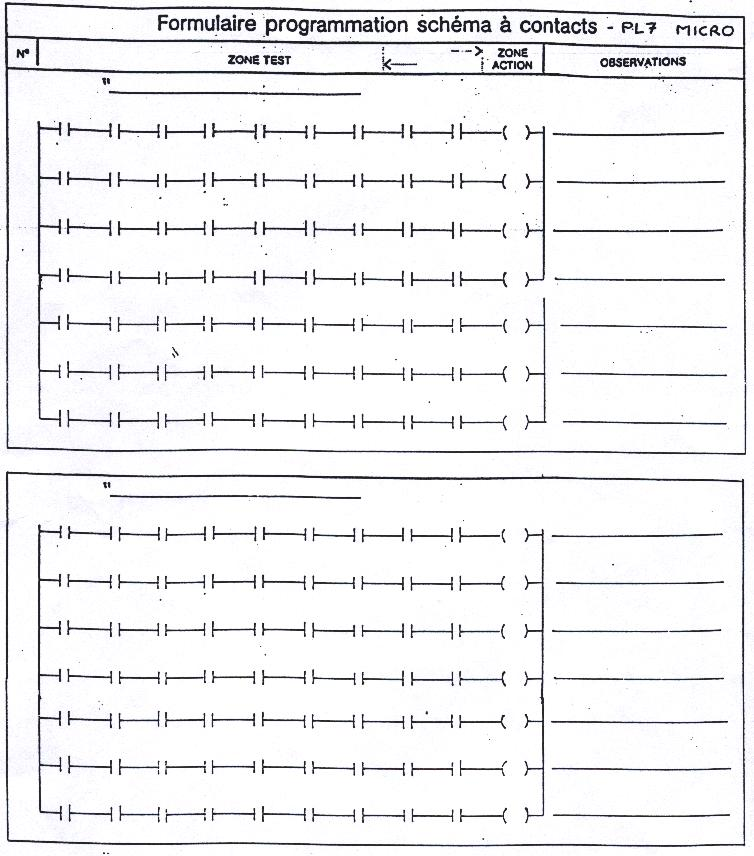 Formulaire programmation schéma à contacts - PL7 MICRO
N° ZONE TEST ZONE ACTION OBSERVATIONS
"
"